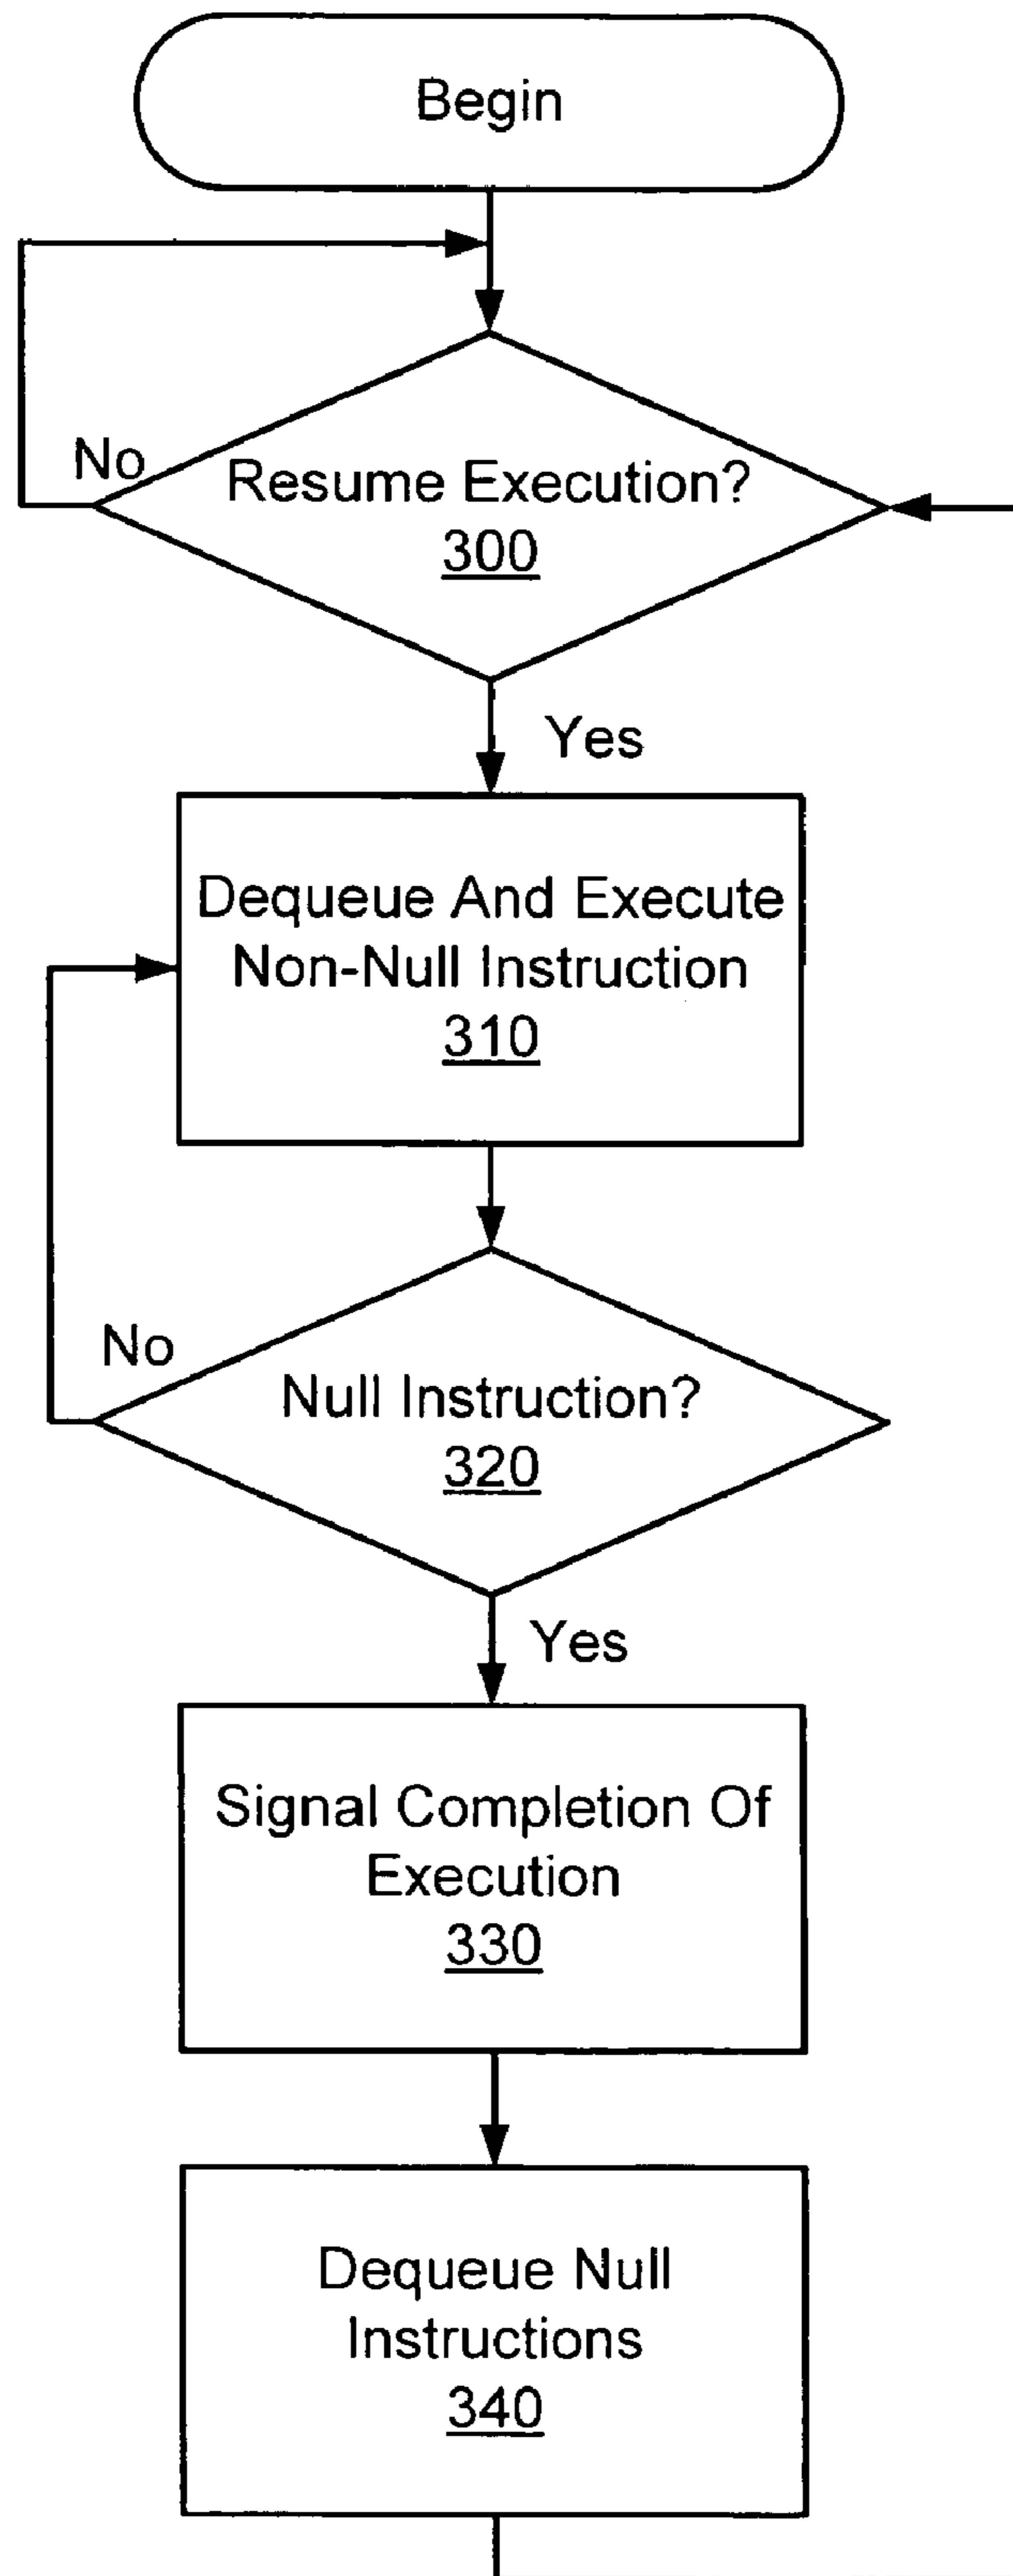 Begin
No
Resume Execution?
300
Yes
Dequeue And Execute
Non-Null Instruction
310
No
Null Instruction?
320
Yes
Signal Completion Of
Execution
330
Dequeue Null
Instructions
340